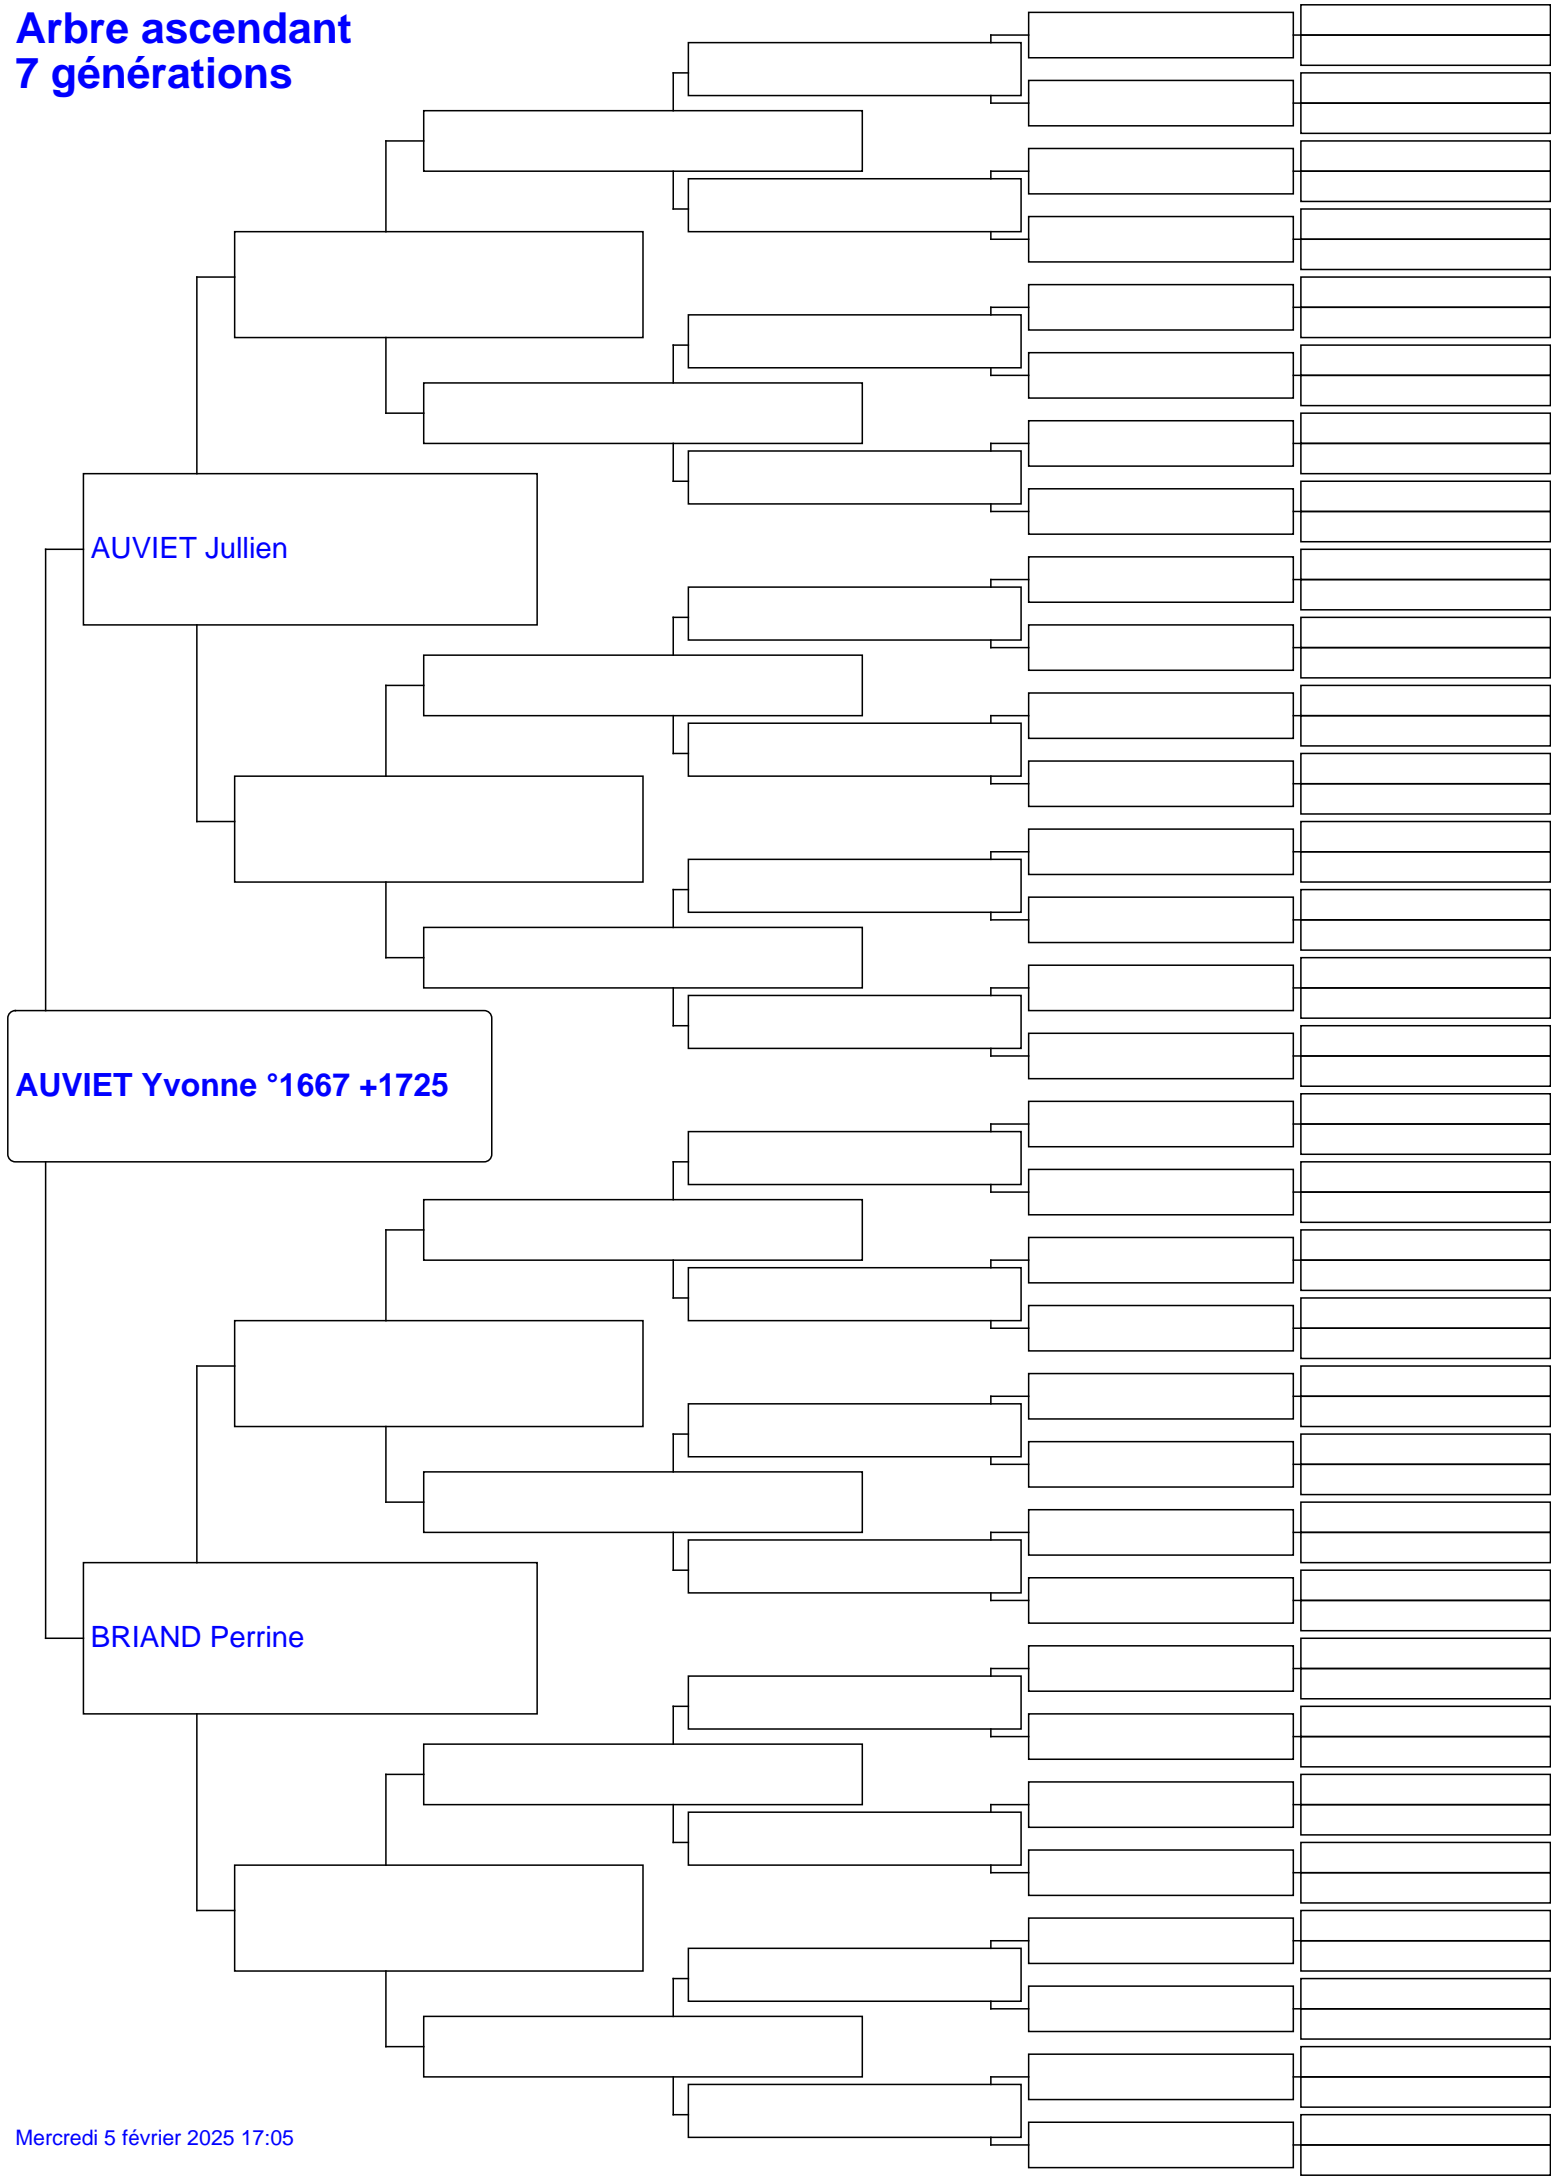 Arbre ascendant
7 générations
AUVIET Jullien
AUVIET Yvonne °1667 +1725
BRIAND Perrine
Mercredi 5 février 2025 17:05